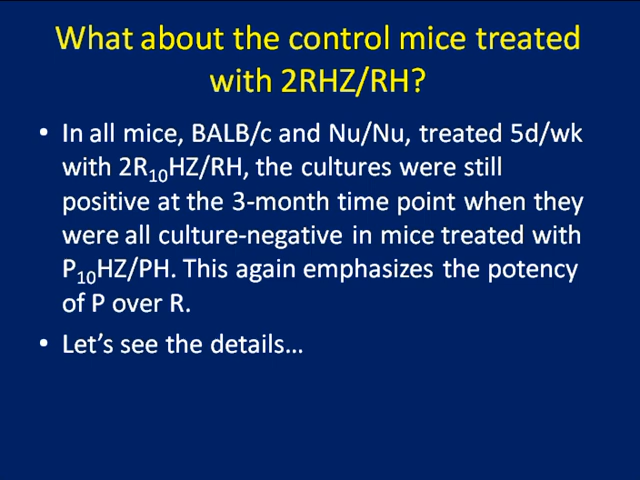 What about the control mice treated
with 2RHZ/RH?
• In all mice, BALB/c and Nu/Nu, treated 5d/wk
with 2R₁₀HZ/RH, the cultures were still
positive at the 3-month time point when they
were all culture-negative in mice treated with
P₁₀HZ/PH. This again emphasizes the potency
of P over R.
• Let’s see the details…